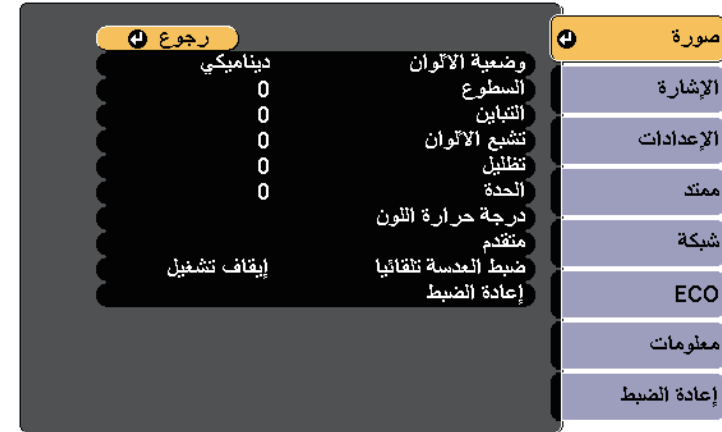 صورة
الإشارة
الإعدادات
ممتد
شبكة
ECO
معلومات
إعادة الضبط
رجوع
وضعية الألوان ديناميكي
السطوع 0
التباين 0
تشبع الألوان 0
تظليل 0
الحدة 0
درجة حرارة اللون
متقدم
ضبط العدسة تلقائيا إيقاف تشغيل
إعادة الضبط